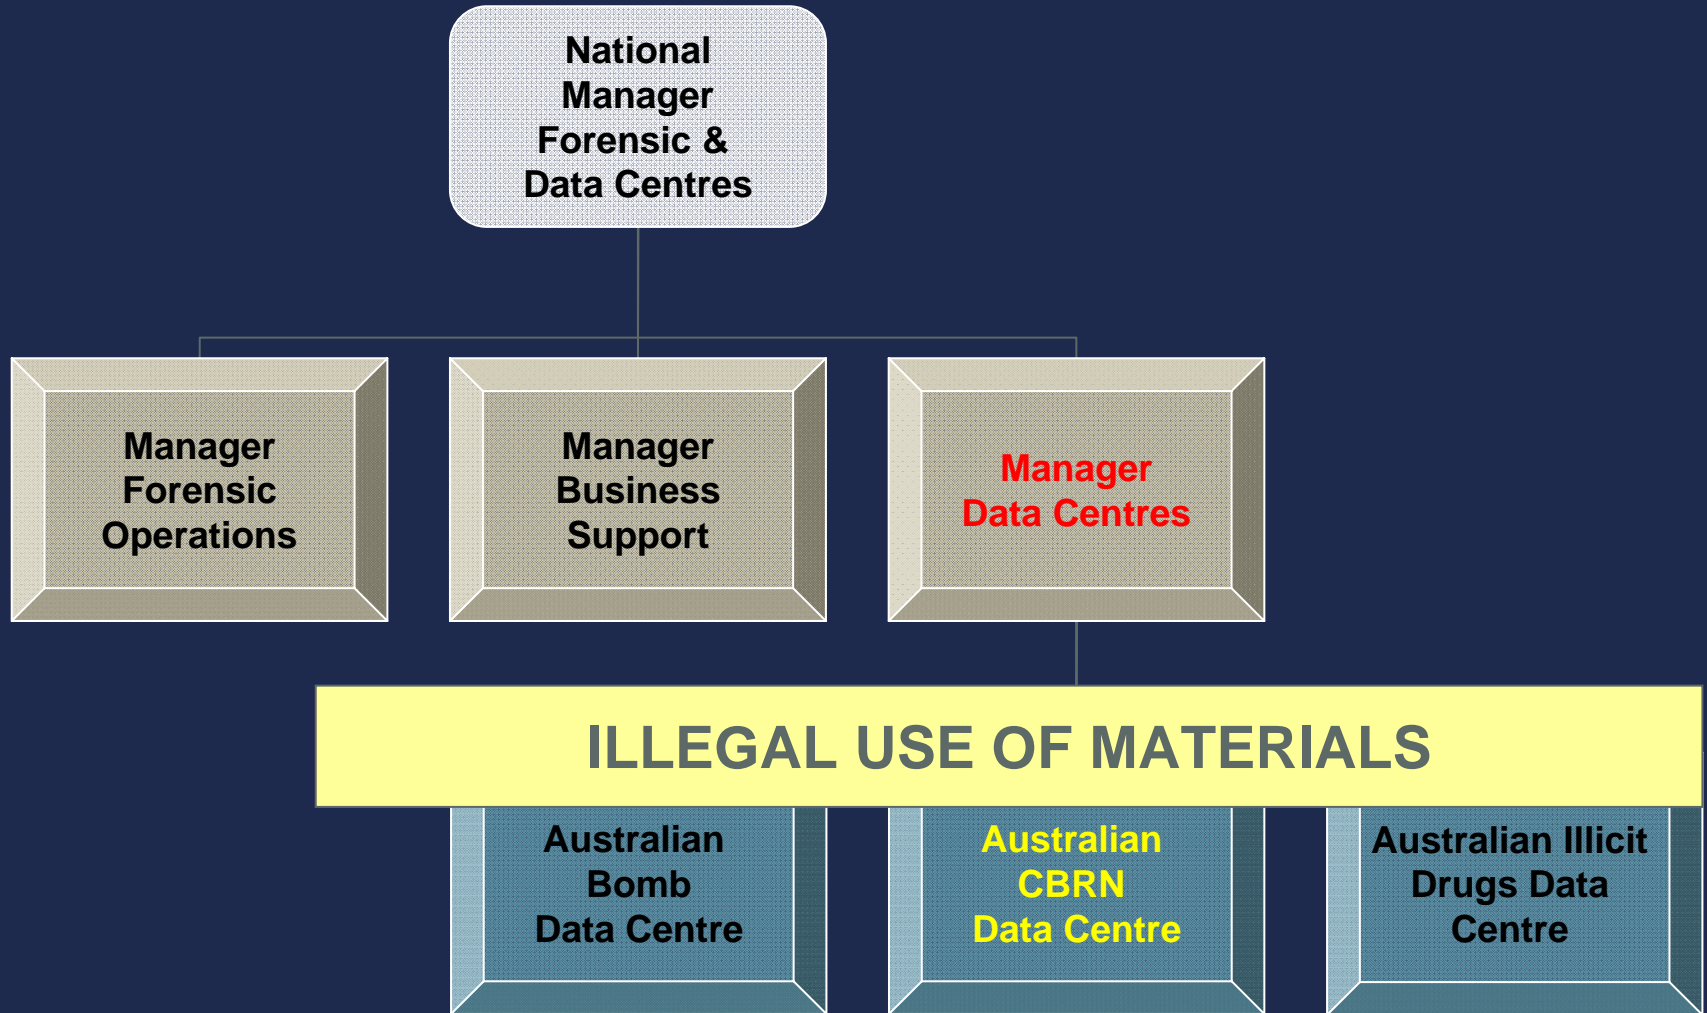 National
Manager
Forensic &
Data Centres
Manager
Forensic
Operations
Manager
Business
Support
Manager
Data Centres
ILLEGAL USE OF MATERIALS
Australian
Bomb
Data Centre
Australian
CBRN
Data Centre
Australian Illicit
Drugs Data
Centre